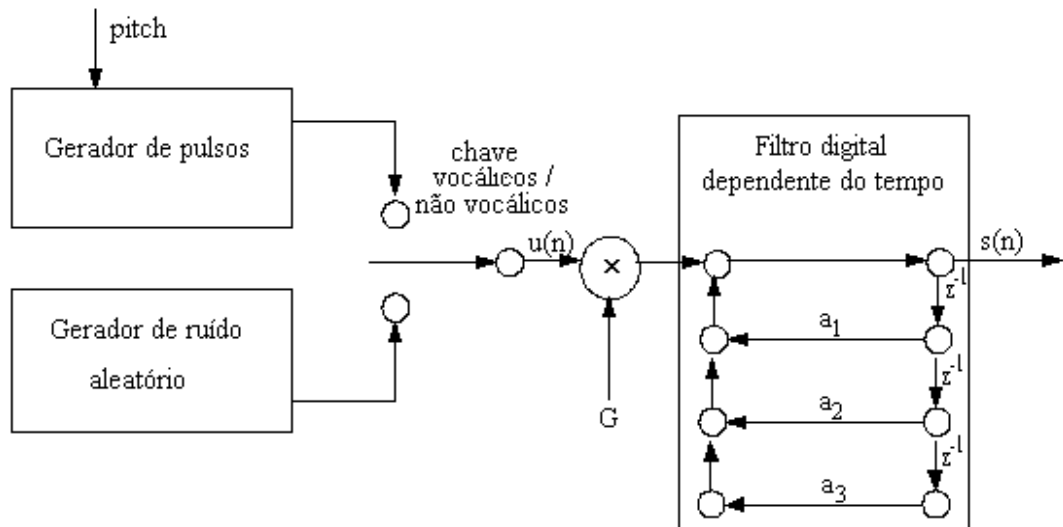 pitch
Gerador de pulsos
Gerador de ruído
aleatório
chave
vocálicos /
não vocálicos
u(n)
×
G
Filtro digital
dependente do tempo
s(n)
z-1
a1
z-1
a2
z-1
a3